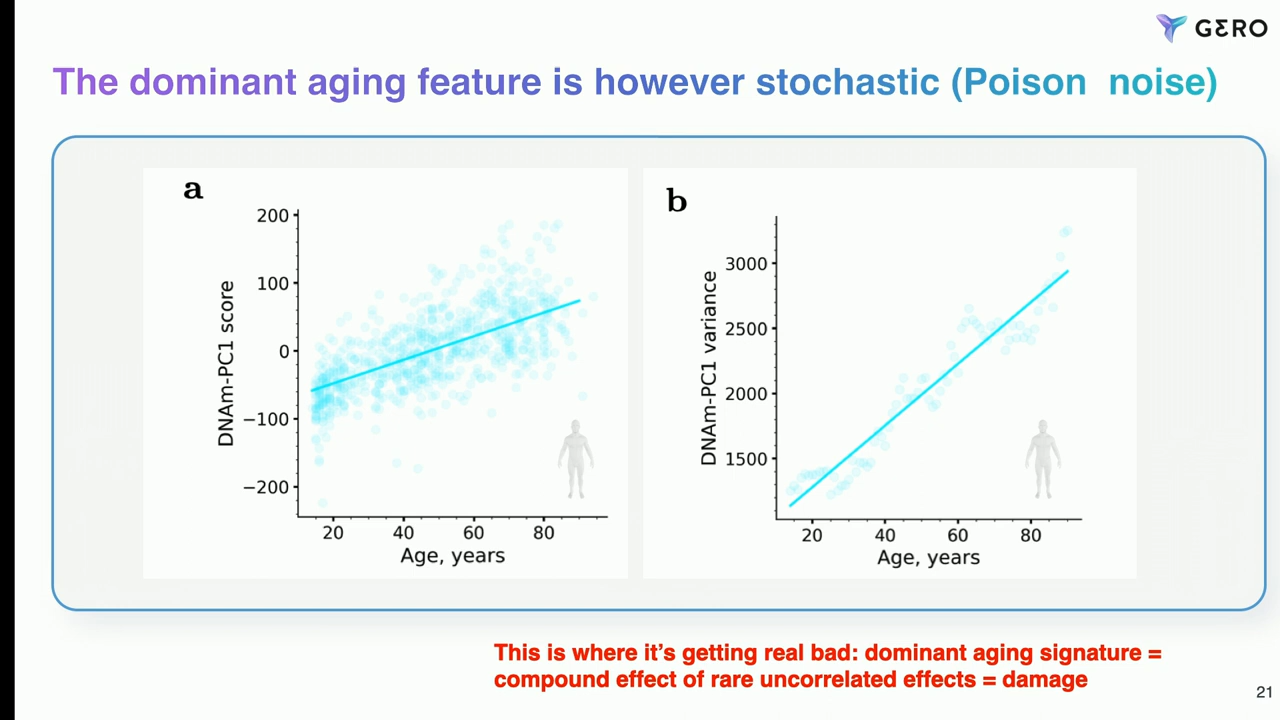 GƐRO
The dominant aging feature is however stochastic (Poison  noise)
a
200
100
0
−100
−200
DNAm-PC1 score
20 40 60 80
Age, years
b
3000
2500
2000
1500
DNAm-PC1 variance
20 40 60 80
Age, years
This is where it’s getting real bad: dominant aging signature =
compound effect of rare uncorrelated effects = damage
21